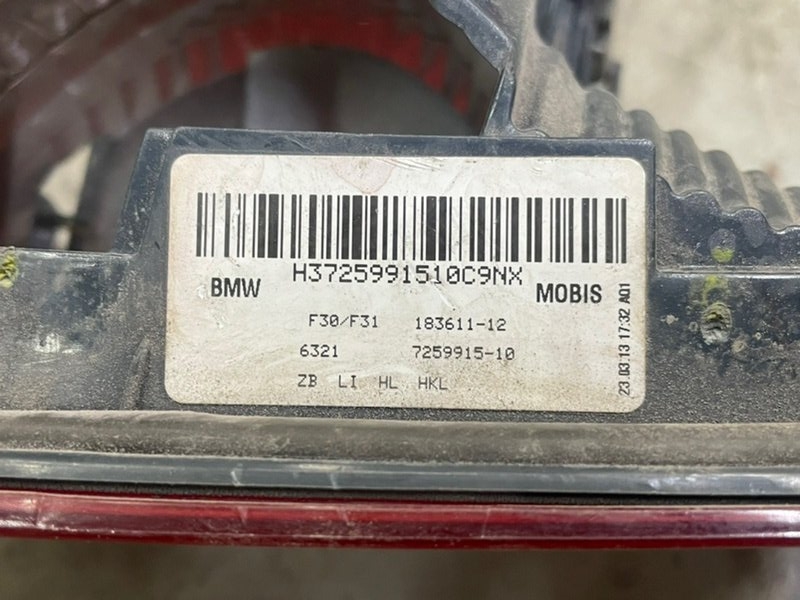 H3725991510C9NX
BMW MOBIS
F30/F31 183611-12
6321 7259915-10
ZB LI HL HKL
23.03.13 17:32 A01